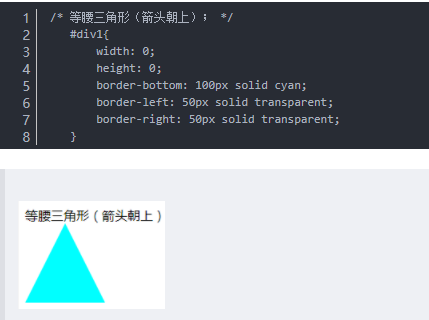 1 /* 等腰三角形（箭头朝上）； */
2 #div1{
3 width: 0;
4 height: 0;
5 border-bottom: 100px solid cyan;
6 border-left: 50px solid transparent;
7 border-right: 50px solid transparent;
8 }
等腰三角形（箭头朝上）